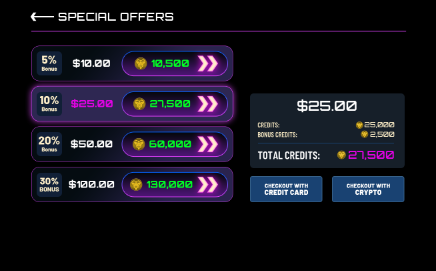 SPECIAL OFFERS
5%
Bonus
$10.00
10,500
10%
Bonus
$25.00
27,500
20%
Bonus
$50.00
60,000
30%
BONUS
$100.00
130,000
$25.00
CREDITS: 25,000
BONUS CREDITS: 2,500
TOTAL CREDITS: 27,500
CHECKOUT WITH
CREDIT CARD
CHECKOUT WITH
CRYPTO